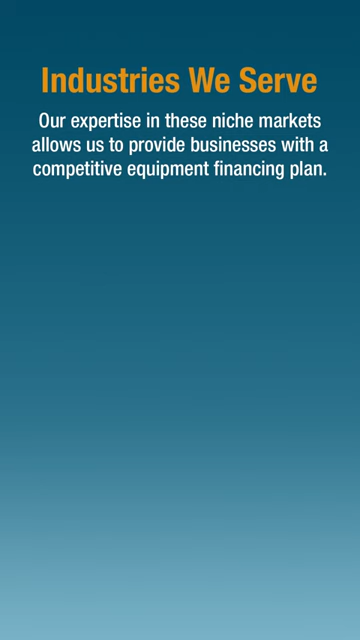 Industries We Serve
Our expertise in these niche markets
allows us to provide businesses with a
competitive equipment financing plan.